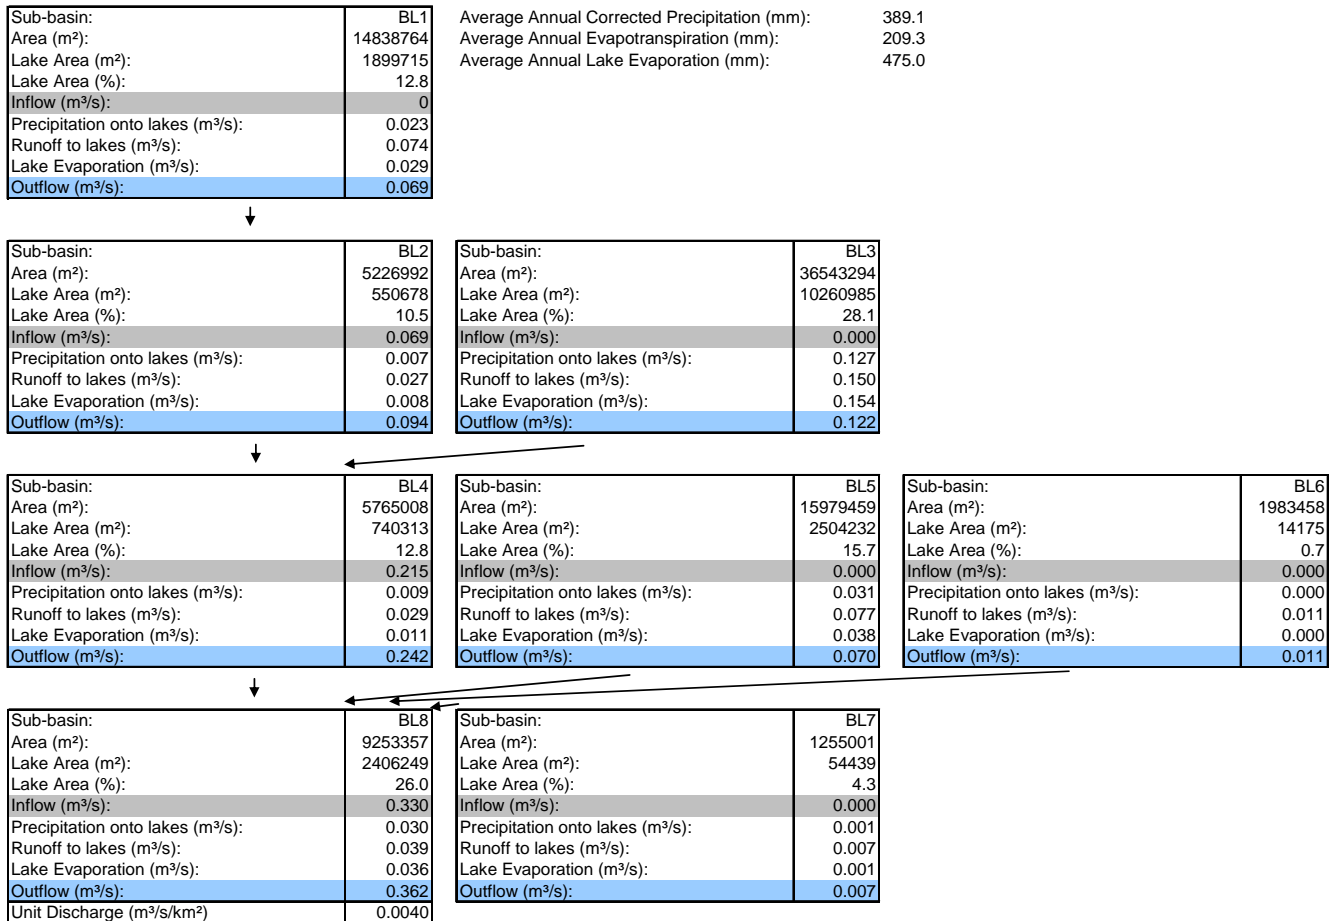 Sub-basin: BL1
Area (m²): 14838764
Lake Area (m²): 1899715
Lake Area (%): 12.8
Inflow (m³/s): 0
Precipitation onto lakes (m³/s): 0.023
Runoff to lakes (m³/s): 0.074
Lake Evaporation (m³/s): 0.029
Outflow (m³/s): 0.069
Average Annual Corrected Precipitation (mm): 389.1
Average Annual Evapotranspiration (mm): 209.3
Average Annual Lake Evaporation (mm): 475.0
Sub-basin: BL2
Area (m²): 5226992
Lake Area (m²): 550678
Lake Area (%): 10.5
Inflow (m³/s): 0.069
Precipitation onto lakes (m³/s): 0.007
Runoff to lakes (m³/s): 0.027
Lake Evaporation (m³/s): 0.008
Outflow (m³/s): 0.094
Sub-basin: BL3
Area (m²): 36543294
Lake Area (m²): 10260985
Lake Area (%): 28.1
Inflow (m³/s): 0.000
Precipitation onto lakes (m³/s): 0.127
Runoff to lakes (m³/s): 0.150
Lake Evaporation (m³/s): 0.154
Outflow (m³/s): 0.122
Sub-basin: BL4
Area (m²): 5765008
Lake Area (m²): 740313
Lake Area (%): 12.8
Inflow (m³/s): 0.215
Precipitation onto lakes (m³/s): 0.009
Runoff to lakes (m³/s): 0.029
Lake Evaporation (m³/s): 0.011
Outflow (m³/s): 0.242
Sub-basin: BL5
Area (m²): 15979459
Lake Area (m²): 2504232
Lake Area (%): 15.7
Inflow (m³/s): 0.000
Precipitation onto lakes (m³/s): 0.031
Runoff to lakes (m³/s): 0.077
Lake Evaporation (m³/s): 0.038
Outflow (m³/s): 0.070
Sub-basin: BL6
Area (m²): 1983458
Lake Area (m²): 14175
Lake Area (%): 0.7
Inflow (m³/s): 0.000
Precipitation onto lakes (m³/s): 0.000
Runoff to lakes (m³/s): 0.011
Lake Evaporation (m³/s): 0.000
Outflow (m³/s): 0.011
Sub-basin: BL8
Area (m²): 9253357
Lake Area (m²): 2406249
Lake Area (%): 26.0
Inflow (m³/s): 0.330
Precipitation onto lakes (m³/s): 0.030
Runoff to lakes (m³/s): 0.039
Lake Evaporation (m³/s): 0.036
Outflow (m³/s): 0.362
Unit Discharge (m³/s/km²) 0.0040
Sub-basin: BL7
Area (m²): 1255001
Lake Area (m²): 54439
Lake Area (%): 4.3
Inflow (m³/s): 0.000
Precipitation onto lakes (m³/s): 0.001
Runoff to lakes (m³/s): 0.007
Lake Evaporation (m³/s): 0.001
Outflow (m³/s): 0.007